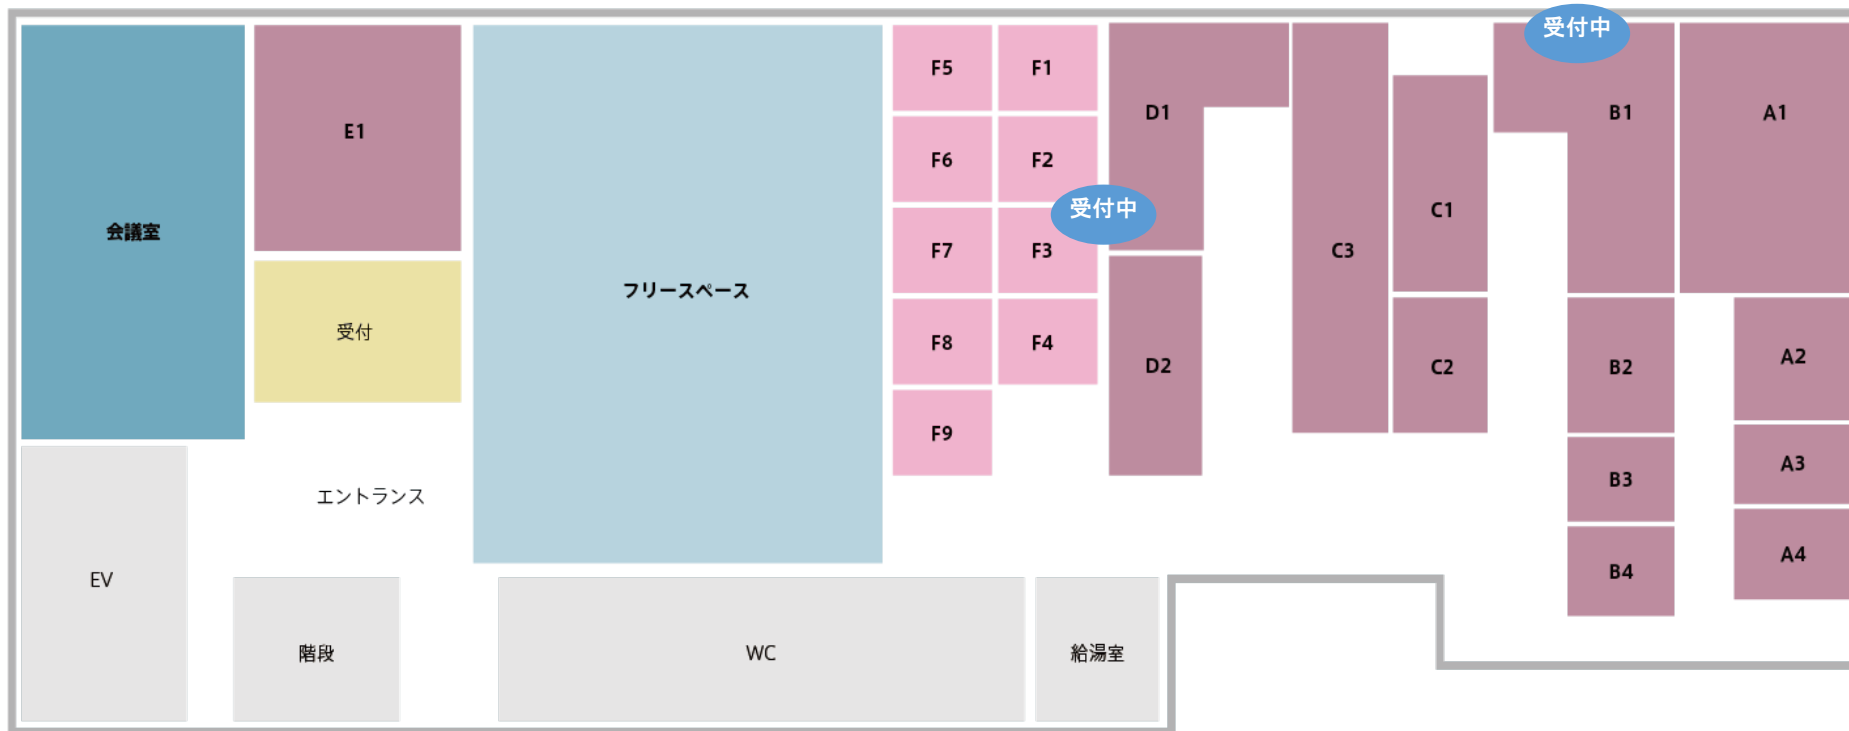 受付中
受付中
F5
F1
D1
B1
A1
E1
F6
F2
C1
会議室
F7
F3
C3
フリースペース
受付
F8
F4
D2
C2
B2
A2
F9
B3
A3
エントランス
EV
B4
A4
階段
WC
給湯室